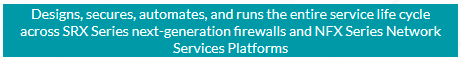 Designs, secures, automates, and runs the entire service life cycle
across SRX Series next-generation firewalls and NFX Series Network
Services Platforms